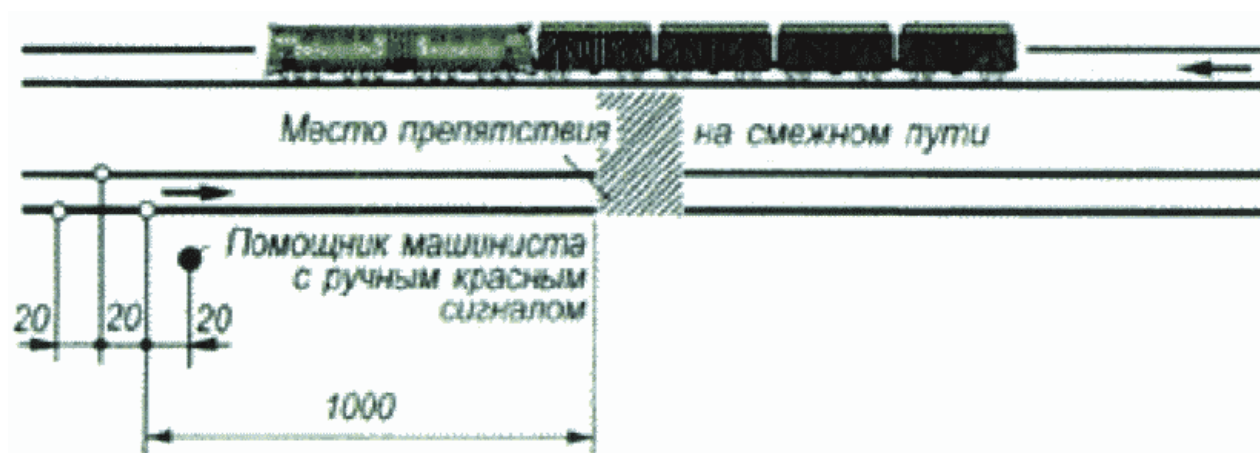 Место препятствия на смежном пути
Помощник машиниста
с ручным красным
сигналом
20 20 20
1000